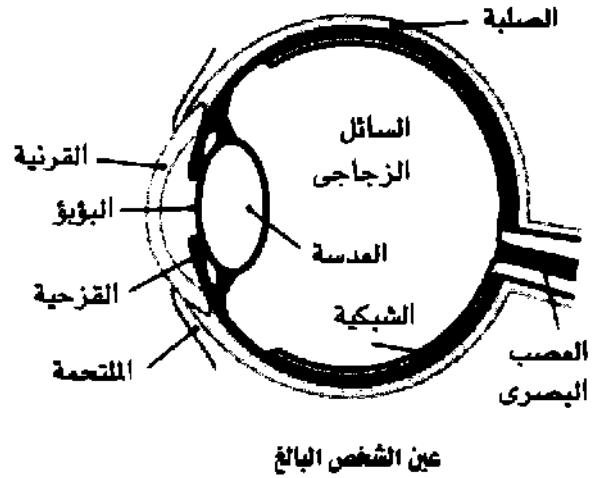 الصلبة
السائل
الزجاجى
القرنية
البؤبؤ
العدسة
القزحية
الشبكية
الملتحمة
العصب
البصرى
عين الشخص البالغ